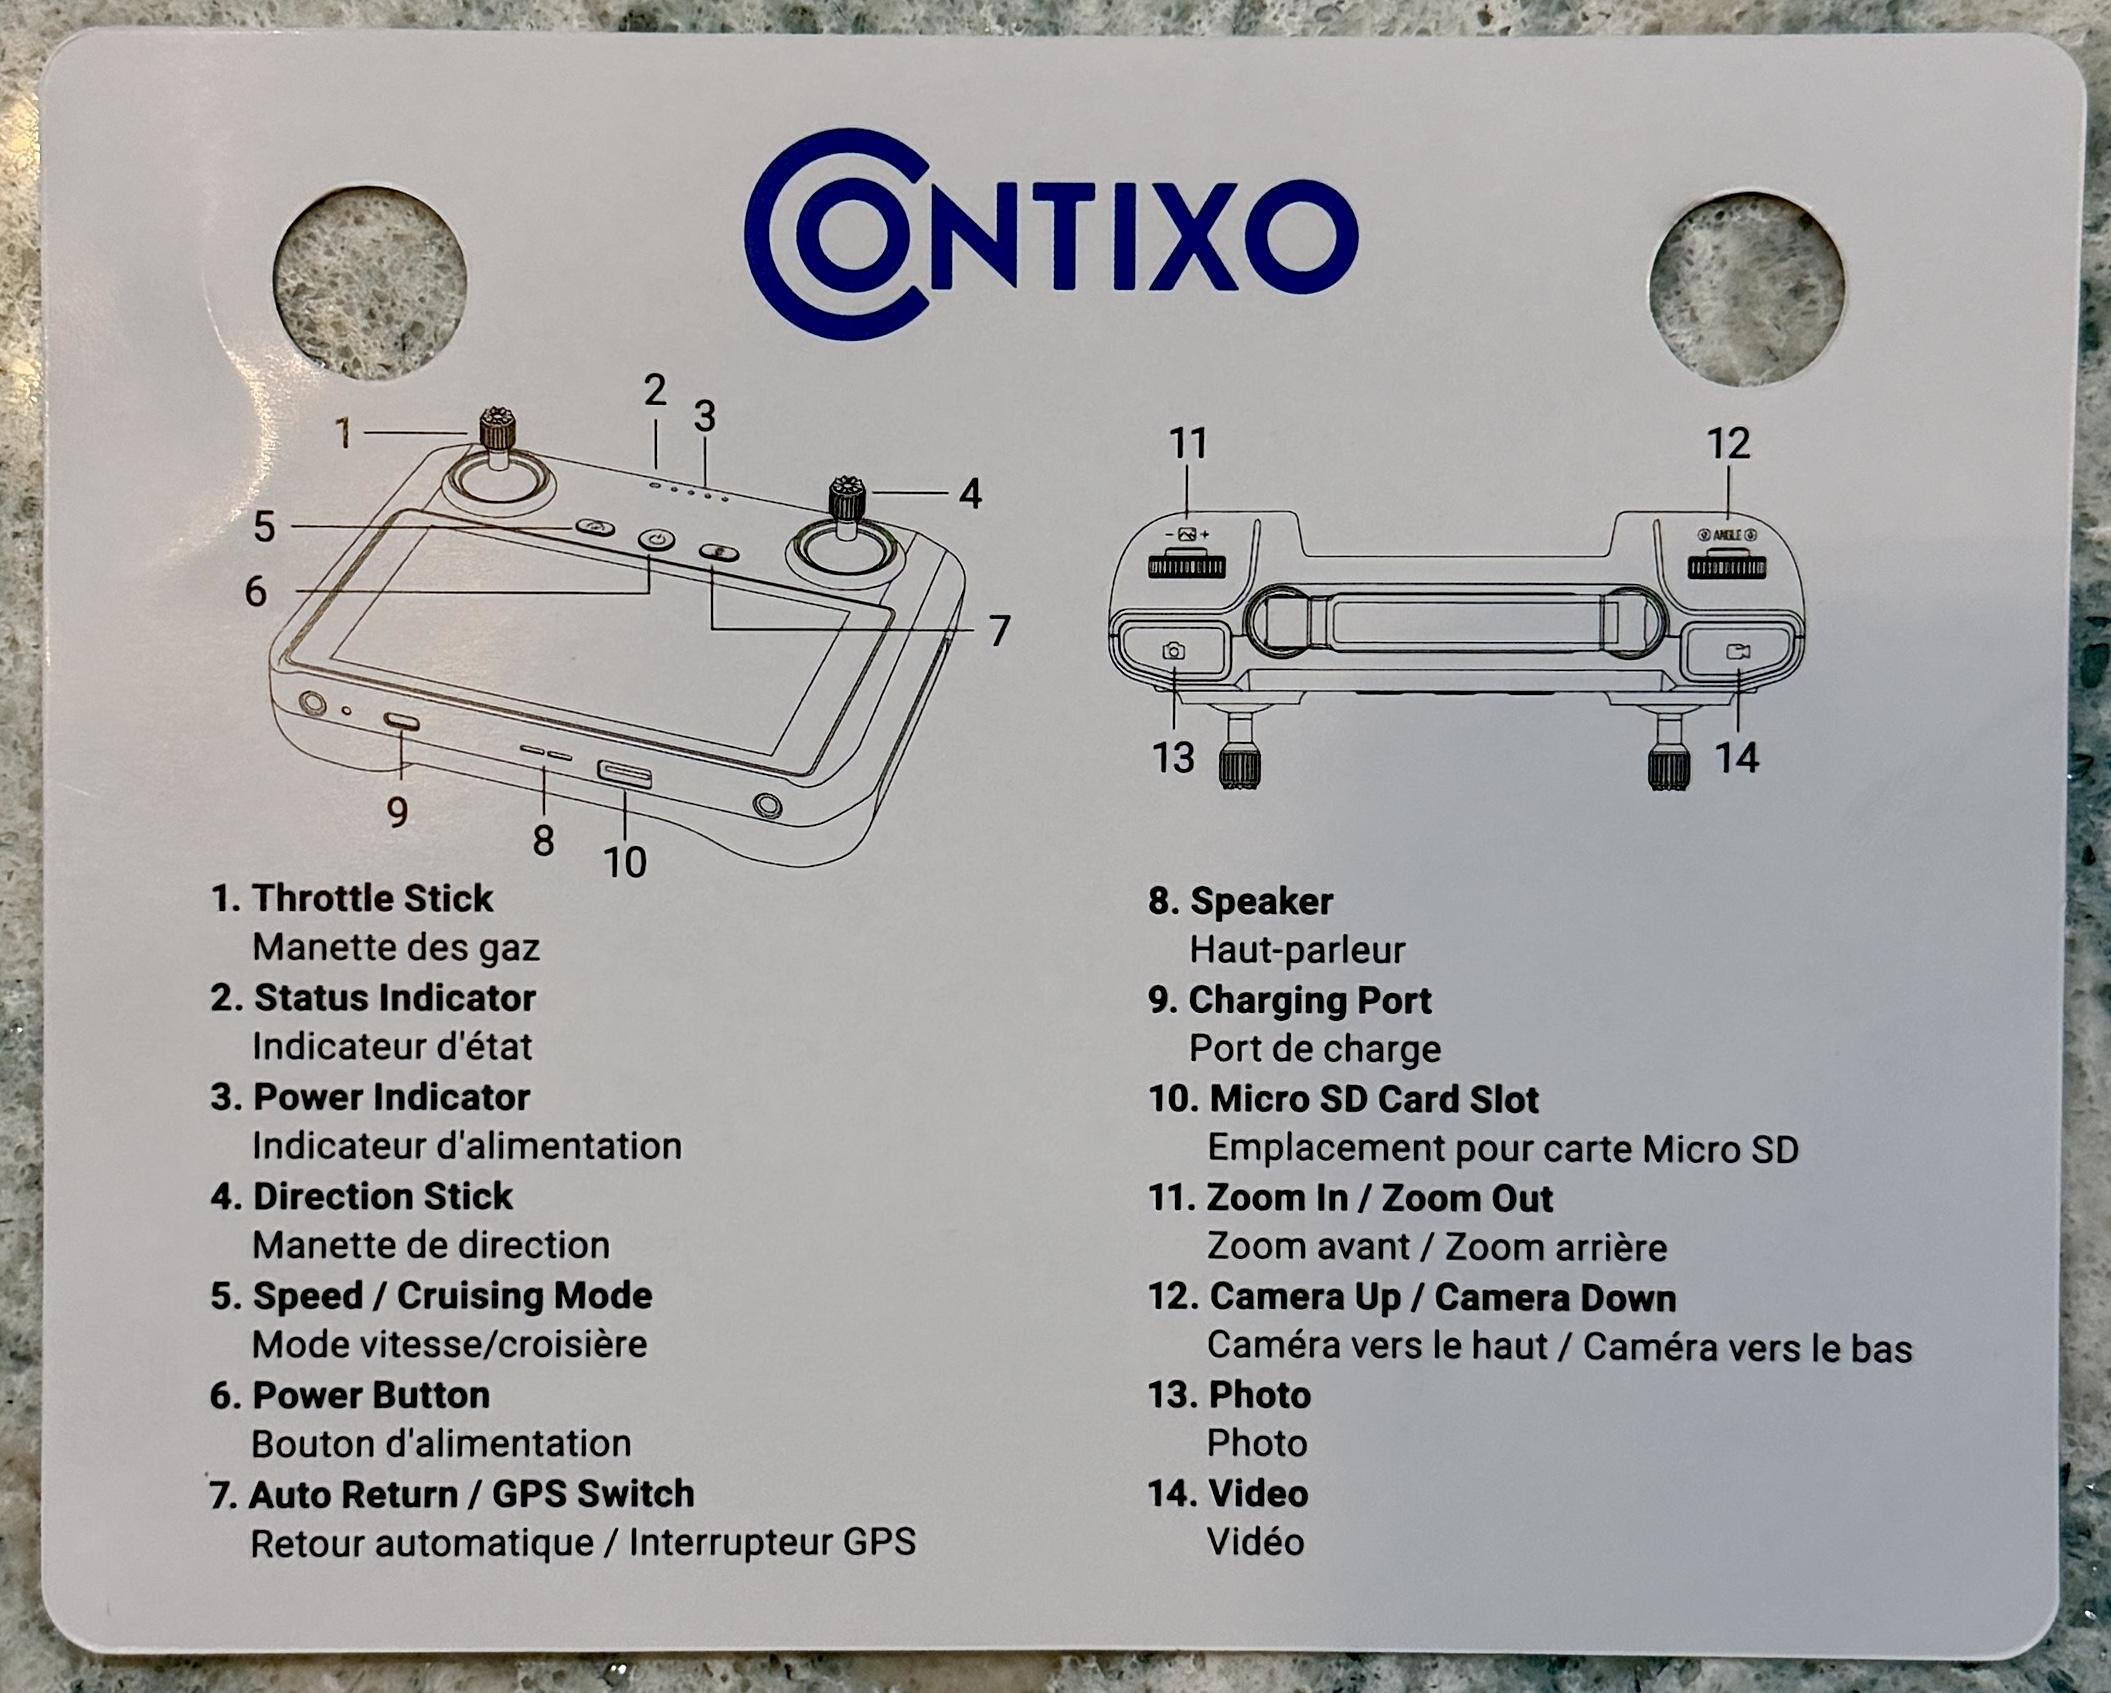 CONTIXO
2
3
1
4
5
6
7
9
8
10
11
12
- +
ANGLE
13
14
1. Throttle Stick
Manette des gaz
2. Status Indicator
Indicateur d'état
3. Power Indicator
Indicateur d'alimentation
4. Direction Stick
Manette de direction
5. Speed / Cruising Mode
Mode vitesse/croisière
6. Power Button
Bouton d'alimentation
7. Auto Return / GPS Switch
Retour automatique / Interrupteur GPS
8. Speaker
Haut-parleur
9. Charging Port
Port de charge
10. Micro SD Card Slot
Emplacement pour carte Micro SD
11. Zoom In / Zoom Out
Zoom avant / Zoom arrière
12. Camera Up / Camera Down
Caméra vers le haut / Caméra vers le bas
13. Photo
Photo
14. Video
Vidéo